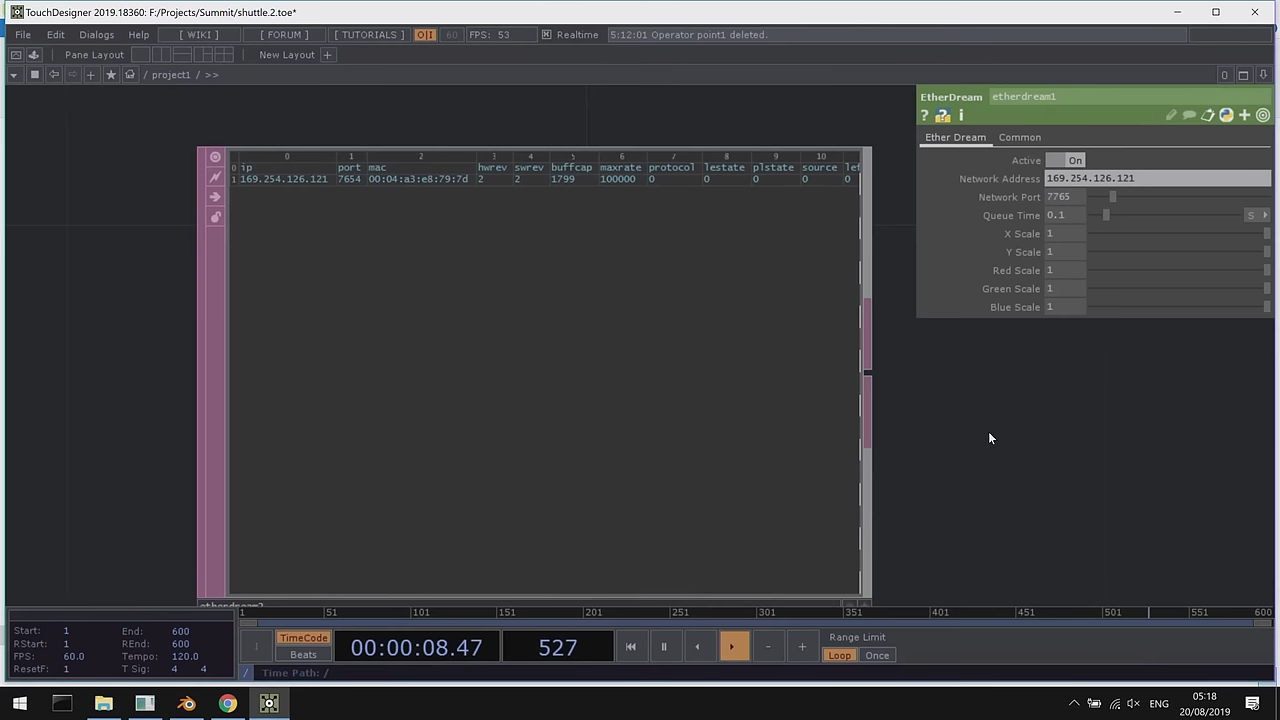 TouchDesigner 2019.18360: F:/Projects/Summit/shuttle.2.toe*
File Edit Dialogs Help [ WIKI ] [ FORUM ] [ TUTORIALS ] O|I 60 FPS: 53 Realtime 5:12:01 Operator point1 deleted.
Pane Layout New Layout +
/ project1 / >> 0
EtherDream etherdream1
? ? i
Ether Dream Common
Active On
Network Address 169.254.126.121
Network Port 7765
Queue Time 0.1 S
X Scale 1
Y Scale 1
Red Scale 1
Green Scale 1
Blue Scale 1
0 1 2 3 4 5 6 7 8 9 10
0 ip port mac hwrev swrev buffcap maxrate protocol lestate plstate source lef
1 169.254.126.121 7654 00:04:a3:e8:79:7d 2 2 1799 100000 0 0 0 0 0
etherdream2
1 51 101 151 201 251 301 351 401 451 501 551 600
Start: 1 End: 600
RStart: 1 REnd: 600
FPS: 60.0 Tempo: 120.0
ResetF: 1 T Sig: 4 4
I TimeCode Beats 00:00:08.47 527 - + Range Limit
Loop Once
/ Time Path: /
ENG 05:18
20/08/2019